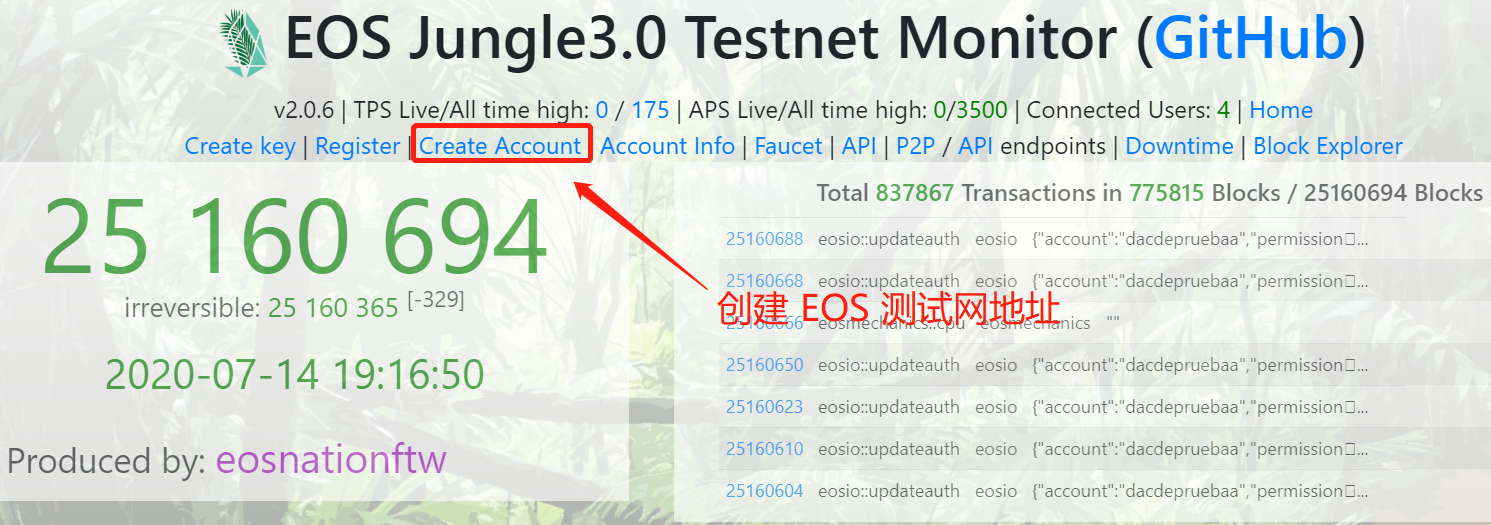 EOS Jungle3.0 Testnet Monitor (GitHub)
v2.0.6 | TPS Live/All time high: 0 / 175 | APS Live/All time high: 0/3500 | Connected Users: 4 | Home
Create key | Register | Create Account | Account Info | Faucet | API | P2P / API endpoints | Downtime | Block Explorer
25 160 694
irreversible: 25 160 365 [-329]
2020-07-14 19:16:50
Produced by: eosnationftw
Total 837867 Transactions in 775815 Blocks / 25160694 Blocks
25160688 eosio::updateauth eosio {"account":"dacdepruebaa","permission...
25160668 eosio::updateauth eosio {"account":"dacdepruebaa","permission...
创建 EOS 测试网地址
25160666 eosmechanics::cpu eosmechanics ""
25160650 eosio::updateauth eosio {"account":"dacdepruebaa","permission...
25160623 eosio::updateauth eosio {"account":"dacdepruebaa","permission...
25160610 eosio::updateauth eosio {"account":"dacdepruebaa","permission...
25160604 eosio::updateauth eosio {"account":"dacdepruebaa","permission...